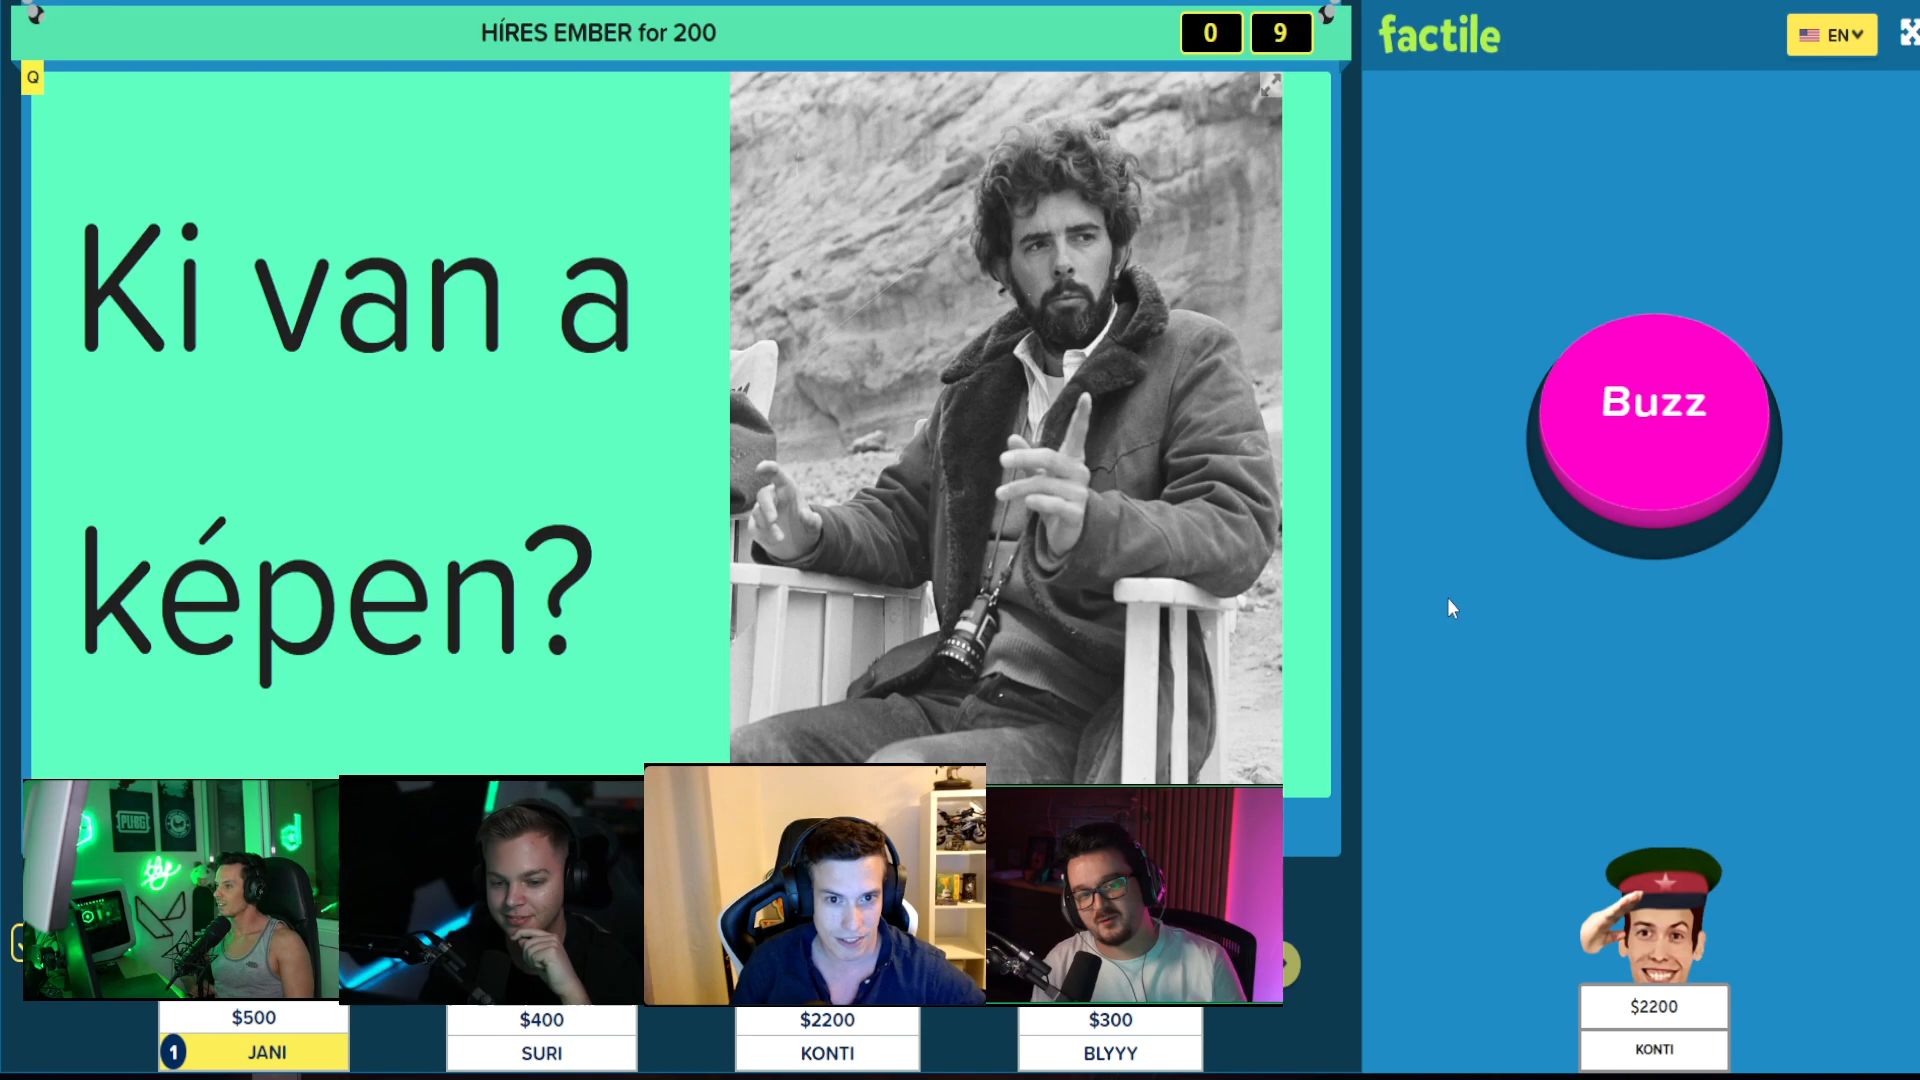 HÍRES EMBER for 200
0 9
factile
EN
Q
Ki van a
képen?
Buzz
PUBG
$500
1 JANI
$400
SURI
$2200
KONTI
$300
BLYYY
$2200
KONTI